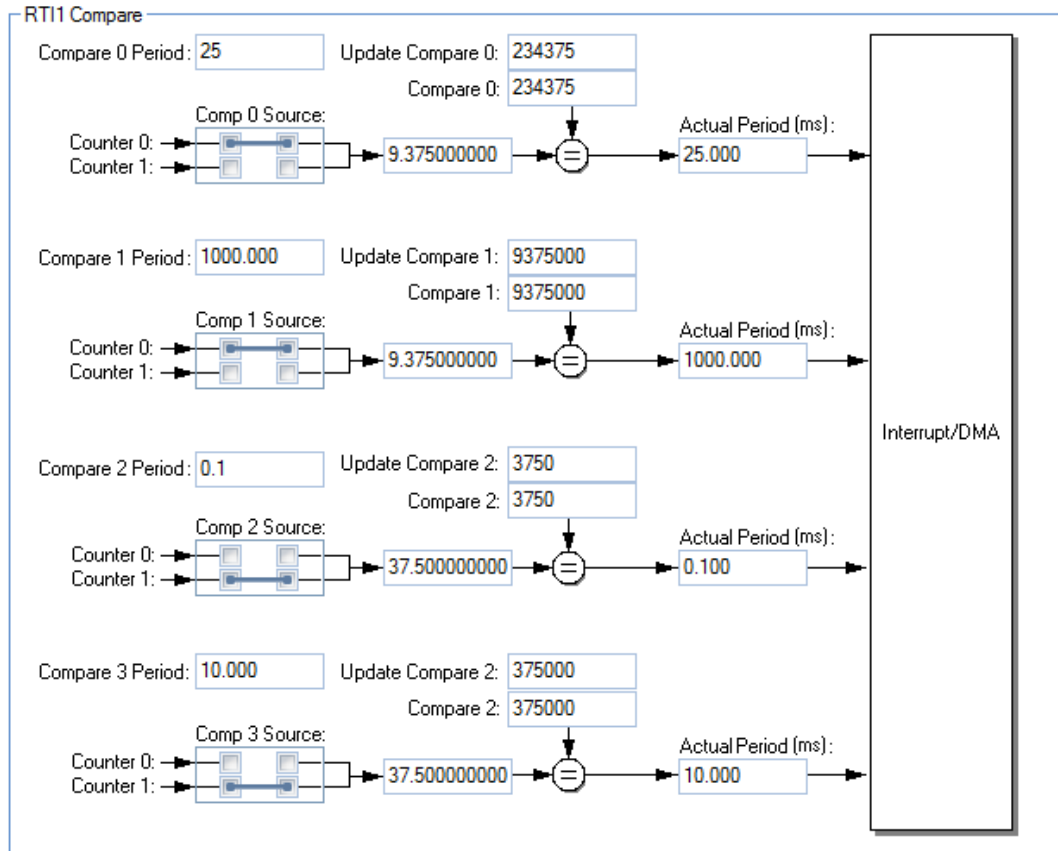 RTI1 Compare
Compare 0 Period: 25 Update Compare 0: 234375
Compare 0: 234375
Comp 0 Source: Actual Period (ms):
Counter 0:
9.375000000 25.000
Counter 1:
Compare 1 Period: 1000.000 Update Compare 1: 9375000
Compare 1: 9375000
Comp 1 Source: Actual Period (ms):
Counter 0:
9.375000000 1000.000
Counter 1:
Interrupt/DMA
Compare 2 Period: 0.1 Update Compare 2: 3750
Compare 2: 3750
Comp 2 Source: Actual Period (ms):
Counter 0:
37.500000000 0.100
Counter 1:
Compare 3 Period: 10.000 Update Compare 2: 375000
Compare 2: 375000
Comp 3 Source: Actual Period (ms):
Counter 0:
37.500000000 10.000
Counter 1: